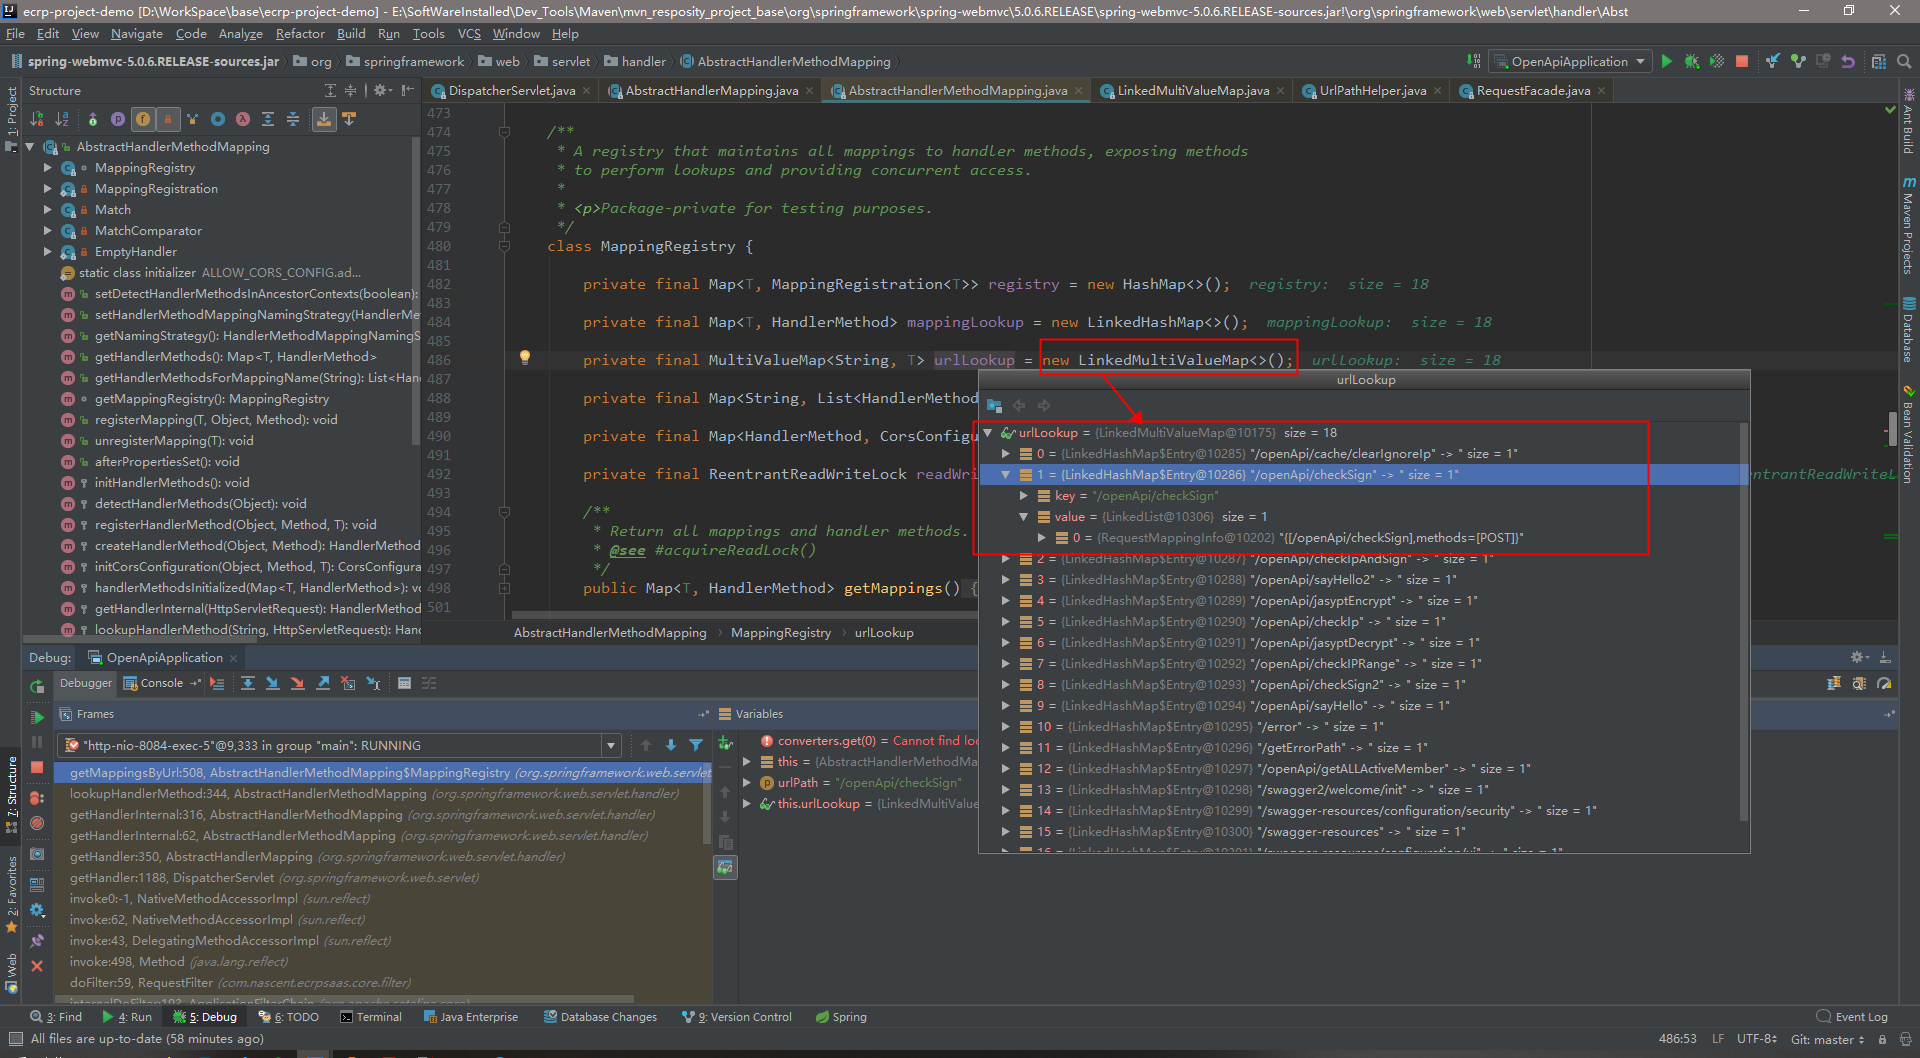 ecrp-project-demo [D:\WorkSpace\base\ecrp-project-demo] - E:\SoftWareInstalled\Dev_Tools\Maven\mvn_resposity_project_base\org\springframework\spring-webmvc\5.0.6.RELEASE\spring-webmvc-5.0.6.RELEASE-sources.jar!\org\springframework\web\servlet\handler\Abst
File Edit View Navigate Code Analyze Refactor Build Run Tools VCS Window Help
spring-webmvc-5.0.6.RELEASE-sources.jar org springframework web servlet handler AbstractHandlerMethodMapping OpenApiApplication
Structure
DispatcherServlet.java AbstractHandlerMapping.java AbstractHandlerMethodMapping.java LinkedMultiValueMap.java UrlPathHelper.java RequestFacade.java
1: Project
7: Structure
2: Favorites
Web
AbstractHandlerMethodMapping
MappingRegistry
MappingRegistration
Match
MatchComparator
EmptyHandler
static class initializer ALLOW_CORS_CONFIG.ad...
setDetectHandlerMethodsInAncestorContexts(boolean):
setHandlerMethodMappingNamingStrategy(HandlerMe
getNamingStrategy(): HandlerMethodMappingNamingS
getHandlerMethods(): Map<T, HandlerMethod>
getHandlerMethodsForMappingName(String): List<Han
getMappingRegistry(): MappingRegistry
registerMapping(T, Object, Method): void
unregisterMapping(T): void
afterPropertiesSet(): void
initHandlerMethods(): void
detectHandlerMethods(Object): void
registerHandlerMethod(Object, Method, T): void
createHandlerMethod(Object, Method): HandlerMethod
initCorsConfiguration(Object, Method, T): CorsConfigura
handlerMethodsInitialized(Map<T, HandlerMethod>): v
getHandlerInternal(HttpServletRequest): HandlerMethod
lookupHandlerMethod(String, HttpServletRequest): Hand
473
474 /**
475 * A registry that maintains all mappings to handler methods, exposing methods
476 * to perform lookups and providing concurrent access.
477 *
478 * <p>Package-private for testing purposes.
479 */
480 class MappingRegistry {
481
482 private final Map<T, MappingRegistration<T>> registry = new HashMap<>(); registry: size = 18
483
484 private final Map<T, HandlerMethod> mappingLookup = new LinkedHashMap<>(); mappingLookup: size = 18
485
486 private final MultiValueMap<String, T> urlLookup = new LinkedMultiValueMap<>(); urlLookup: size = 18
487
488 private final Map<String, List<HandlerMethod
489
490 private final Map<HandlerMethod, CorsConfigu
491
492 private final ReentrantReadWriteLock readWri
entrantReadWriteL
493
494 /**
495 * Return all mappings and handler methods.
496 * @see #acquireReadLock()
497 */
498 public Map<T, HandlerMethod> getMappings() {
501
AbstractHandlerMethodMapping MappingRegistry urlLookup
urlLookup
urlLookup = {LinkedMultiValueMap@10175} size = 18
0 = {LinkedHashMap$Entry@10285} "/openApi/cache/clearIgnoreIp" -> " size = 1"
1 = {LinkedHashMap$Entry@10286} "/openApi/checkSign" -> " size = 1"
key = "/openApi/checkSign"
value = {LinkedList@10306} size = 1
0 = {RequestMappingInfo@10202} "{[/openApi/checkSign],methods=[POST]}"
2 = {LinkedHashMap$Entry@10287} "/openApi/checkIpAndSign" -> " size = 1"
3 = {LinkedHashMap$Entry@10288} "/openApi/sayHello2" -> " size = 1"
4 = {LinkedHashMap$Entry@10289} "/openApi/jasyptEncrypt" -> " size = 1"
5 = {LinkedHashMap$Entry@10290} "/openApi/checkIp" -> " size = 1"
6 = {LinkedHashMap$Entry@10291} "/openApi/jasyptDecrypt" -> " size = 1"
7 = {LinkedHashMap$Entry@10292} "/openApi/checkIPRange" -> " size = 1"
8 = {LinkedHashMap$Entry@10293} "/openApi/checkSign2" -> " size = 1"
9 = {LinkedHashMap$Entry@10294} "/openApi/sayHello" -> " size = 1"
10 = {LinkedHashMap$Entry@10295} "/error" -> " size = 1"
11 = {LinkedHashMap$Entry@10296} "/getErrorPath" -> " size = 1"
12 = {LinkedHashMap$Entry@10297} "/openApi/getALLActiveMember" -> " size = 1"
13 = {LinkedHashMap$Entry@10298} "/swagger2/welcome/init" -> " size = 1"
14 = {LinkedHashMap$Entry@10299} "/swagger-resources/configuration/security" -> " size = 1"
15 = {LinkedHashMap$Entry@10300} "/swagger-resources" -> " size = 1"
16 = {LinkedHashMap$Entry@10301} "/swagger-resources/configuration/ui" -> " size = 1"
Ant Build
Maven Projects
Database
Bean Validation
Debug: OpenApiApplication
Debugger Console
Frames
"http-nio-8084-exec-5"@9,333 in group "main": RUNNING
getMappingsByUrl:508, AbstractHandlerMethodMapping$MappingRegistry (org.springframework.web.servlet
lookupHandlerMethod:344, AbstractHandlerMethodMapping (org.springframework.web.servlet.handler)
getHandlerInternal:316, AbstractHandlerMethodMapping (org.springframework.web.servlet.handler)
getHandlerInternal:62, AbstractHandlerMethodMapping (org.springframework.web.servlet.handler)
getHandler:350, AbstractHandlerMapping (org.springframework.web.servlet.handler)
getHandler:1188, DispatcherServlet (org.springframework.web.servlet)
invoke0:-1, NativeMethodAccessorImpl (sun.reflect)
invoke:62, NativeMethodAccessorImpl (sun.reflect)
invoke:43, DelegatingMethodAccessorImpl (sun.reflect)
invoke:498, Method (java.lang.reflect)
doFilter:59, RequestFilter (com.nascent.ecrpsaas.core.filter)
internalDoFilter:193, ApplicationFilterChain (org.apache.catalina.core)
Variables
converters.get(0) = Cannot find loc
this = {AbstractHandlerMethodMa
urlPath = "/openApi/checkSign"
this.urlLookup = {LinkedMultiValue
3: Find 4: Run 5: Debug 6: TODO Terminal Java Enterprise Database Changes 9: Version Control Spring Event Log
All files are up-to-date (58 minutes ago) 486:53 LF UTF-8 Git: master